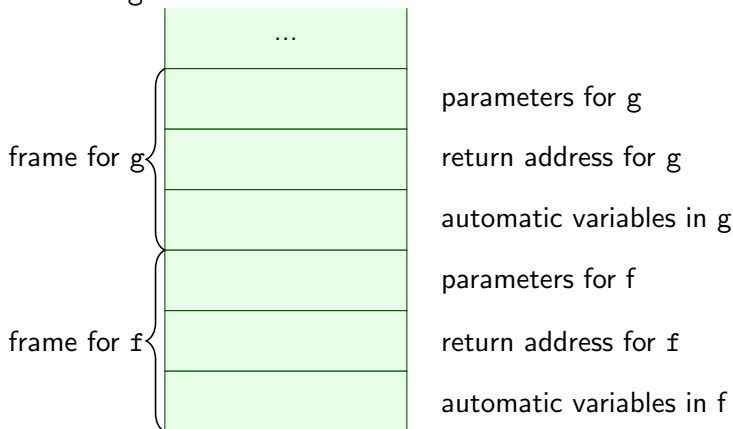 ...
parameters for g
frame for g
return address for g
automatic variables in g
parameters for f
frame for f
return address for f
automatic variables in f